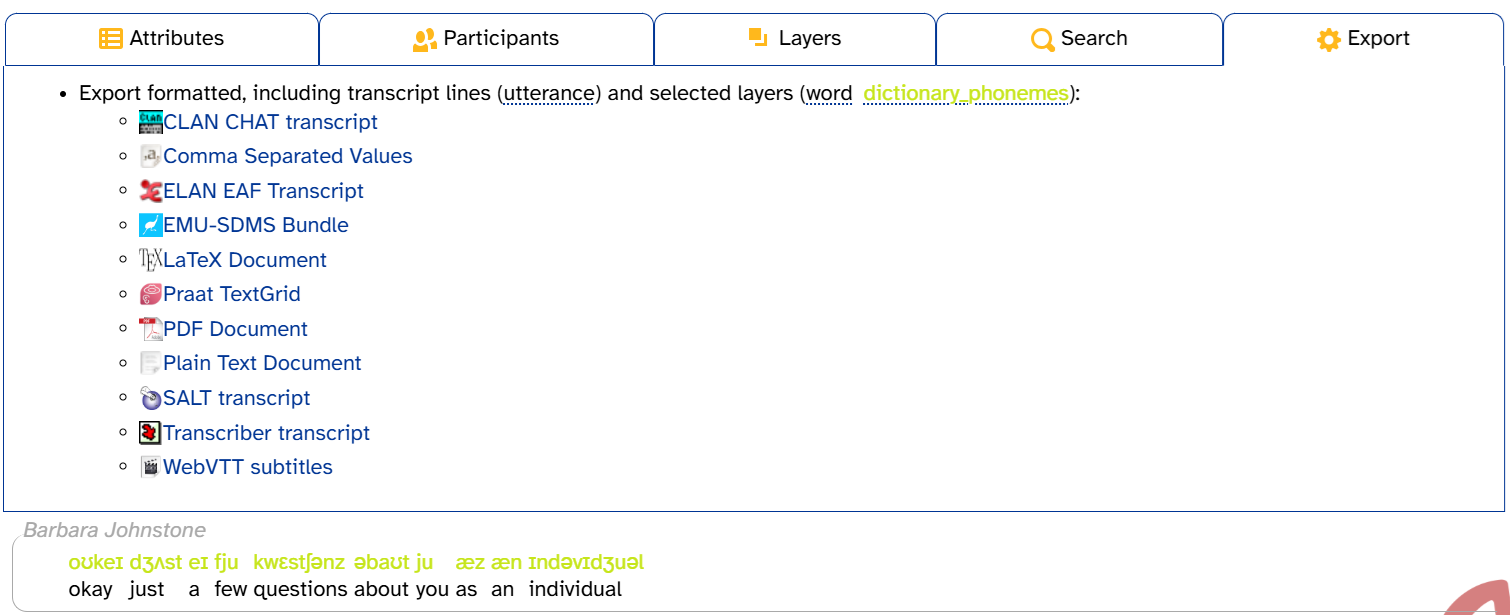 Attributes Participants Layers Search Export
• Export formatted, including transcript lines (utterance) and selected layers (word dictionary_phonemes):
CLAN CHAT transcript
Comma Separated Values
ELAN EAF Transcript
EMU-SDMS Bundle
LaTeX Document
Praat TextGrid
PDF Document
Plain Text Document
SALT transcript
Transcriber transcript
WebVTT subtitles
Barbara Johnstone
oʊkeɪ dʒʌst eɪ fju kwɛstʃənz əbaʊt ju æz æn ɪndəvɪdʒuəl
okay just a few questions about you as an individual